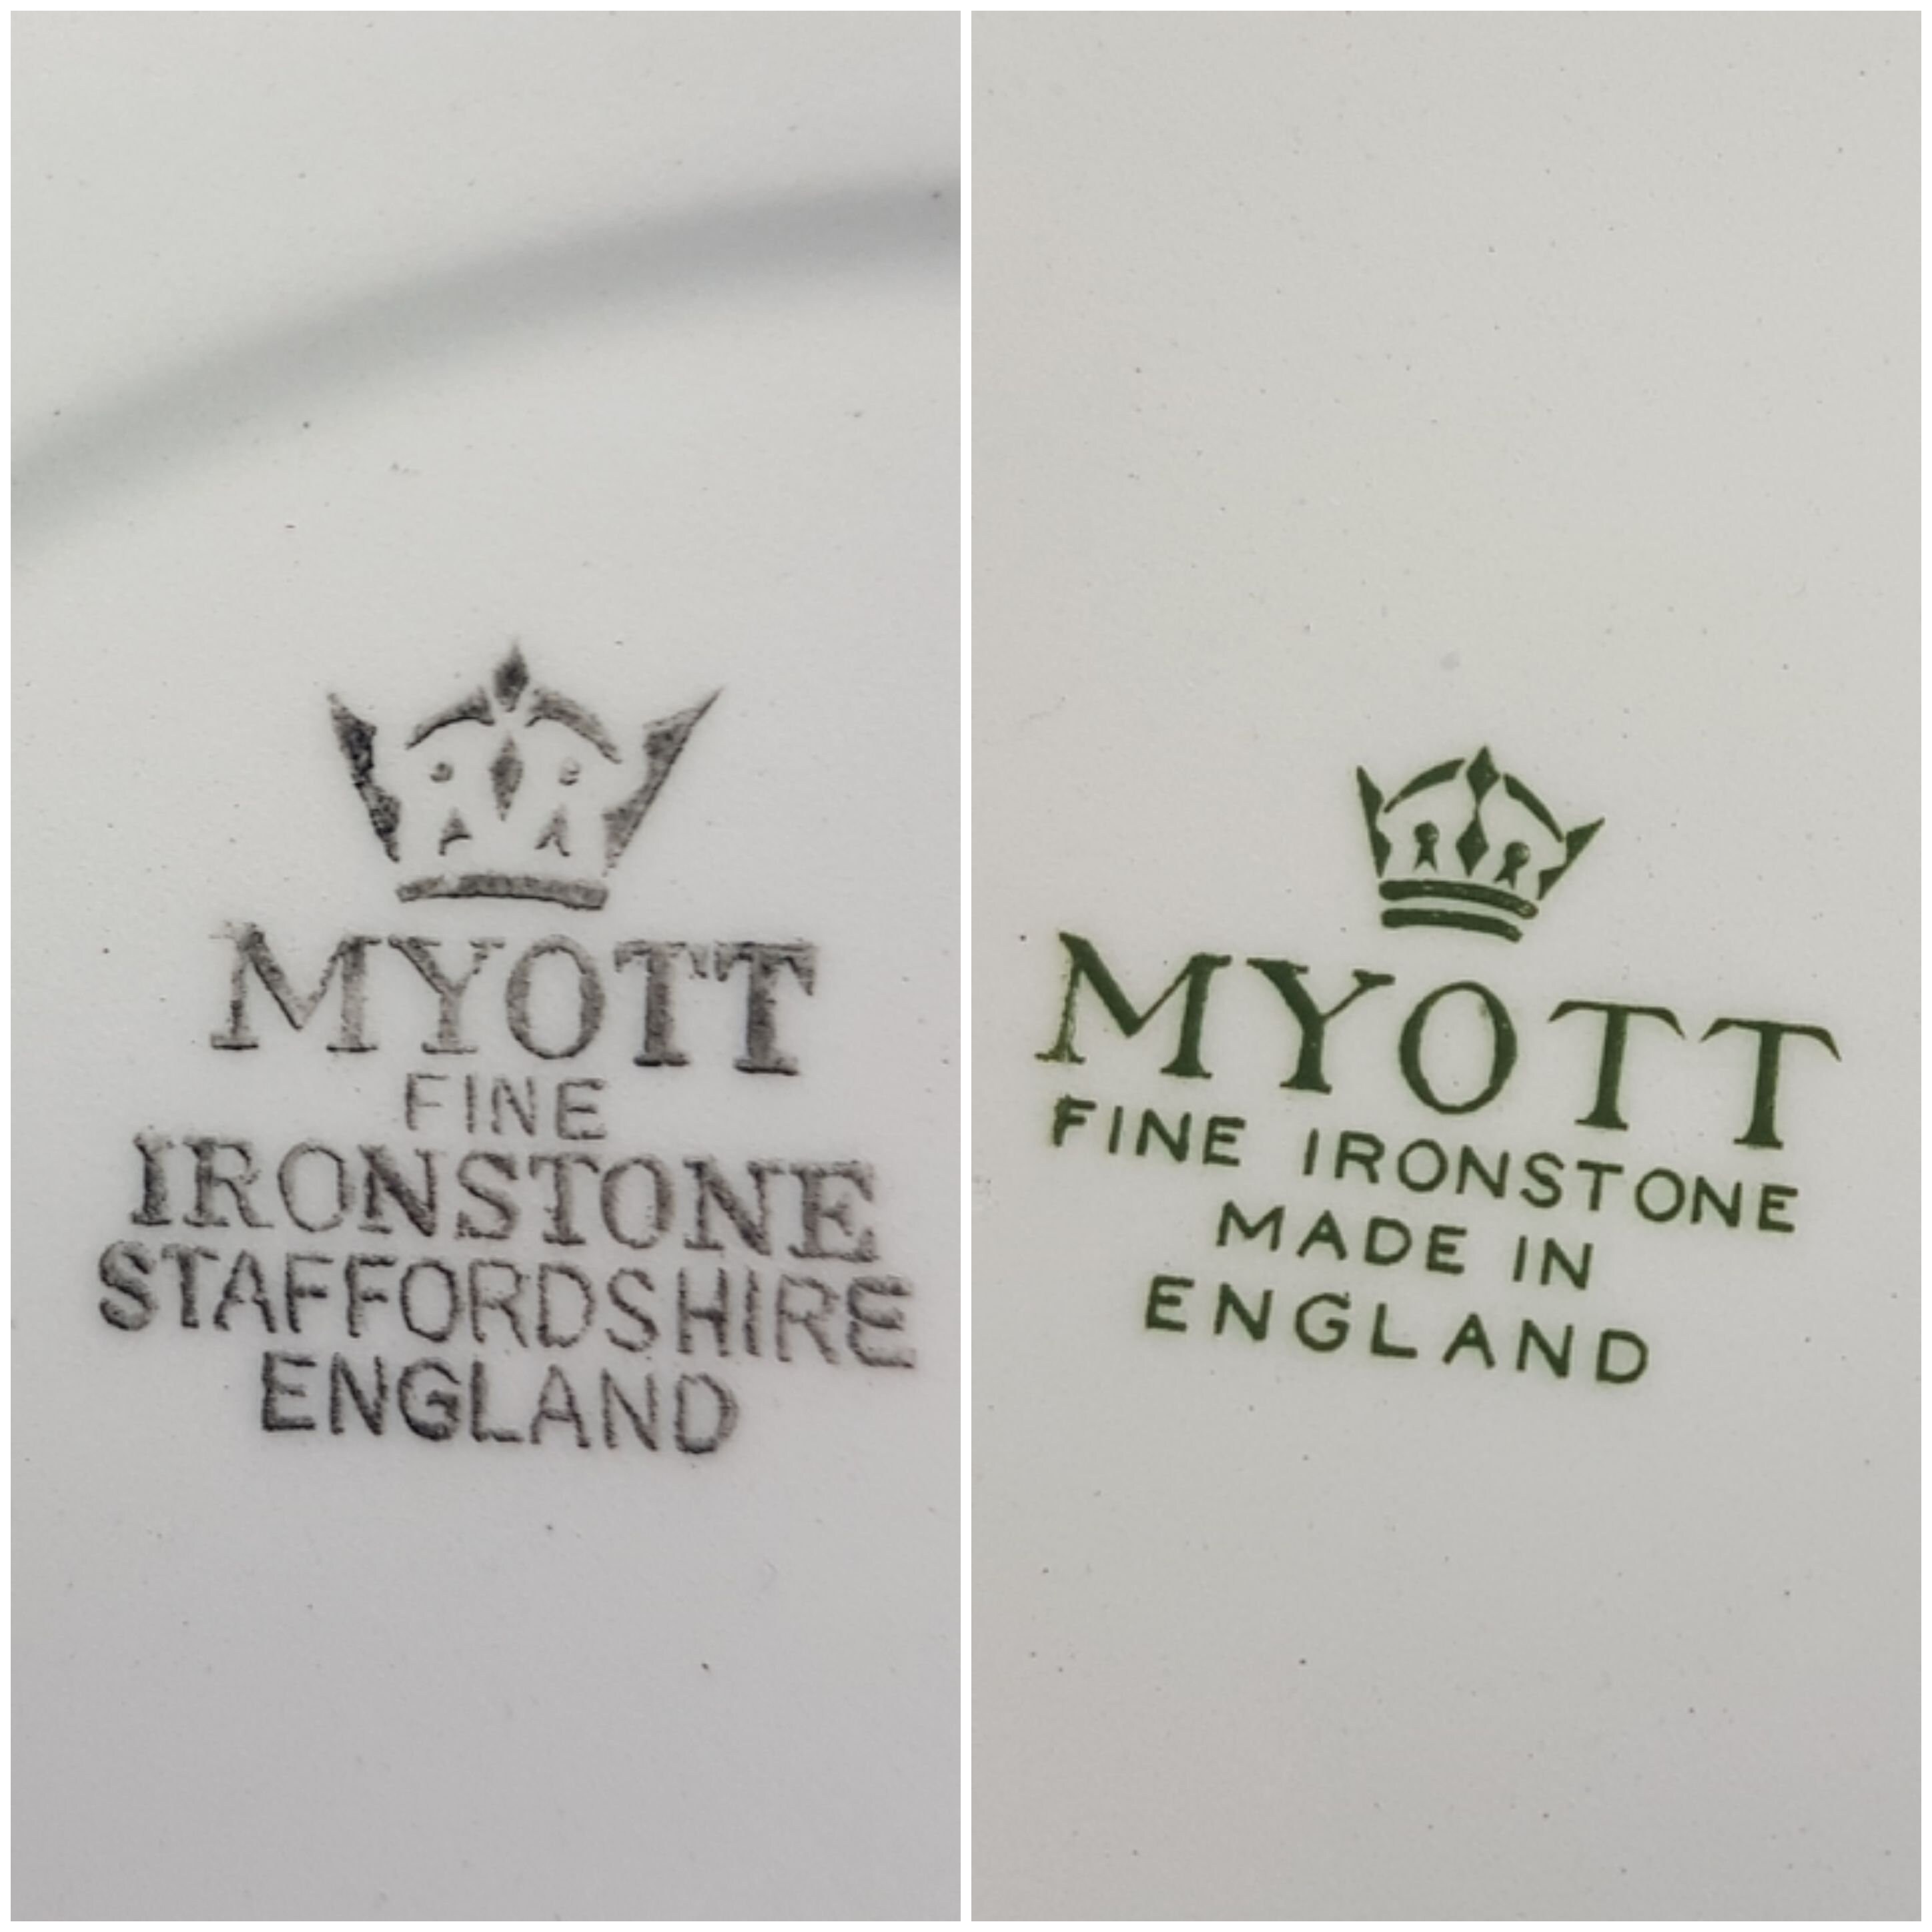 MYOTT
FINE
IRONSTONE
STAFFORDSHIRE
ENGLAND
MYOTT
FINE IRONSTONE
MADE IN
ENGLAND